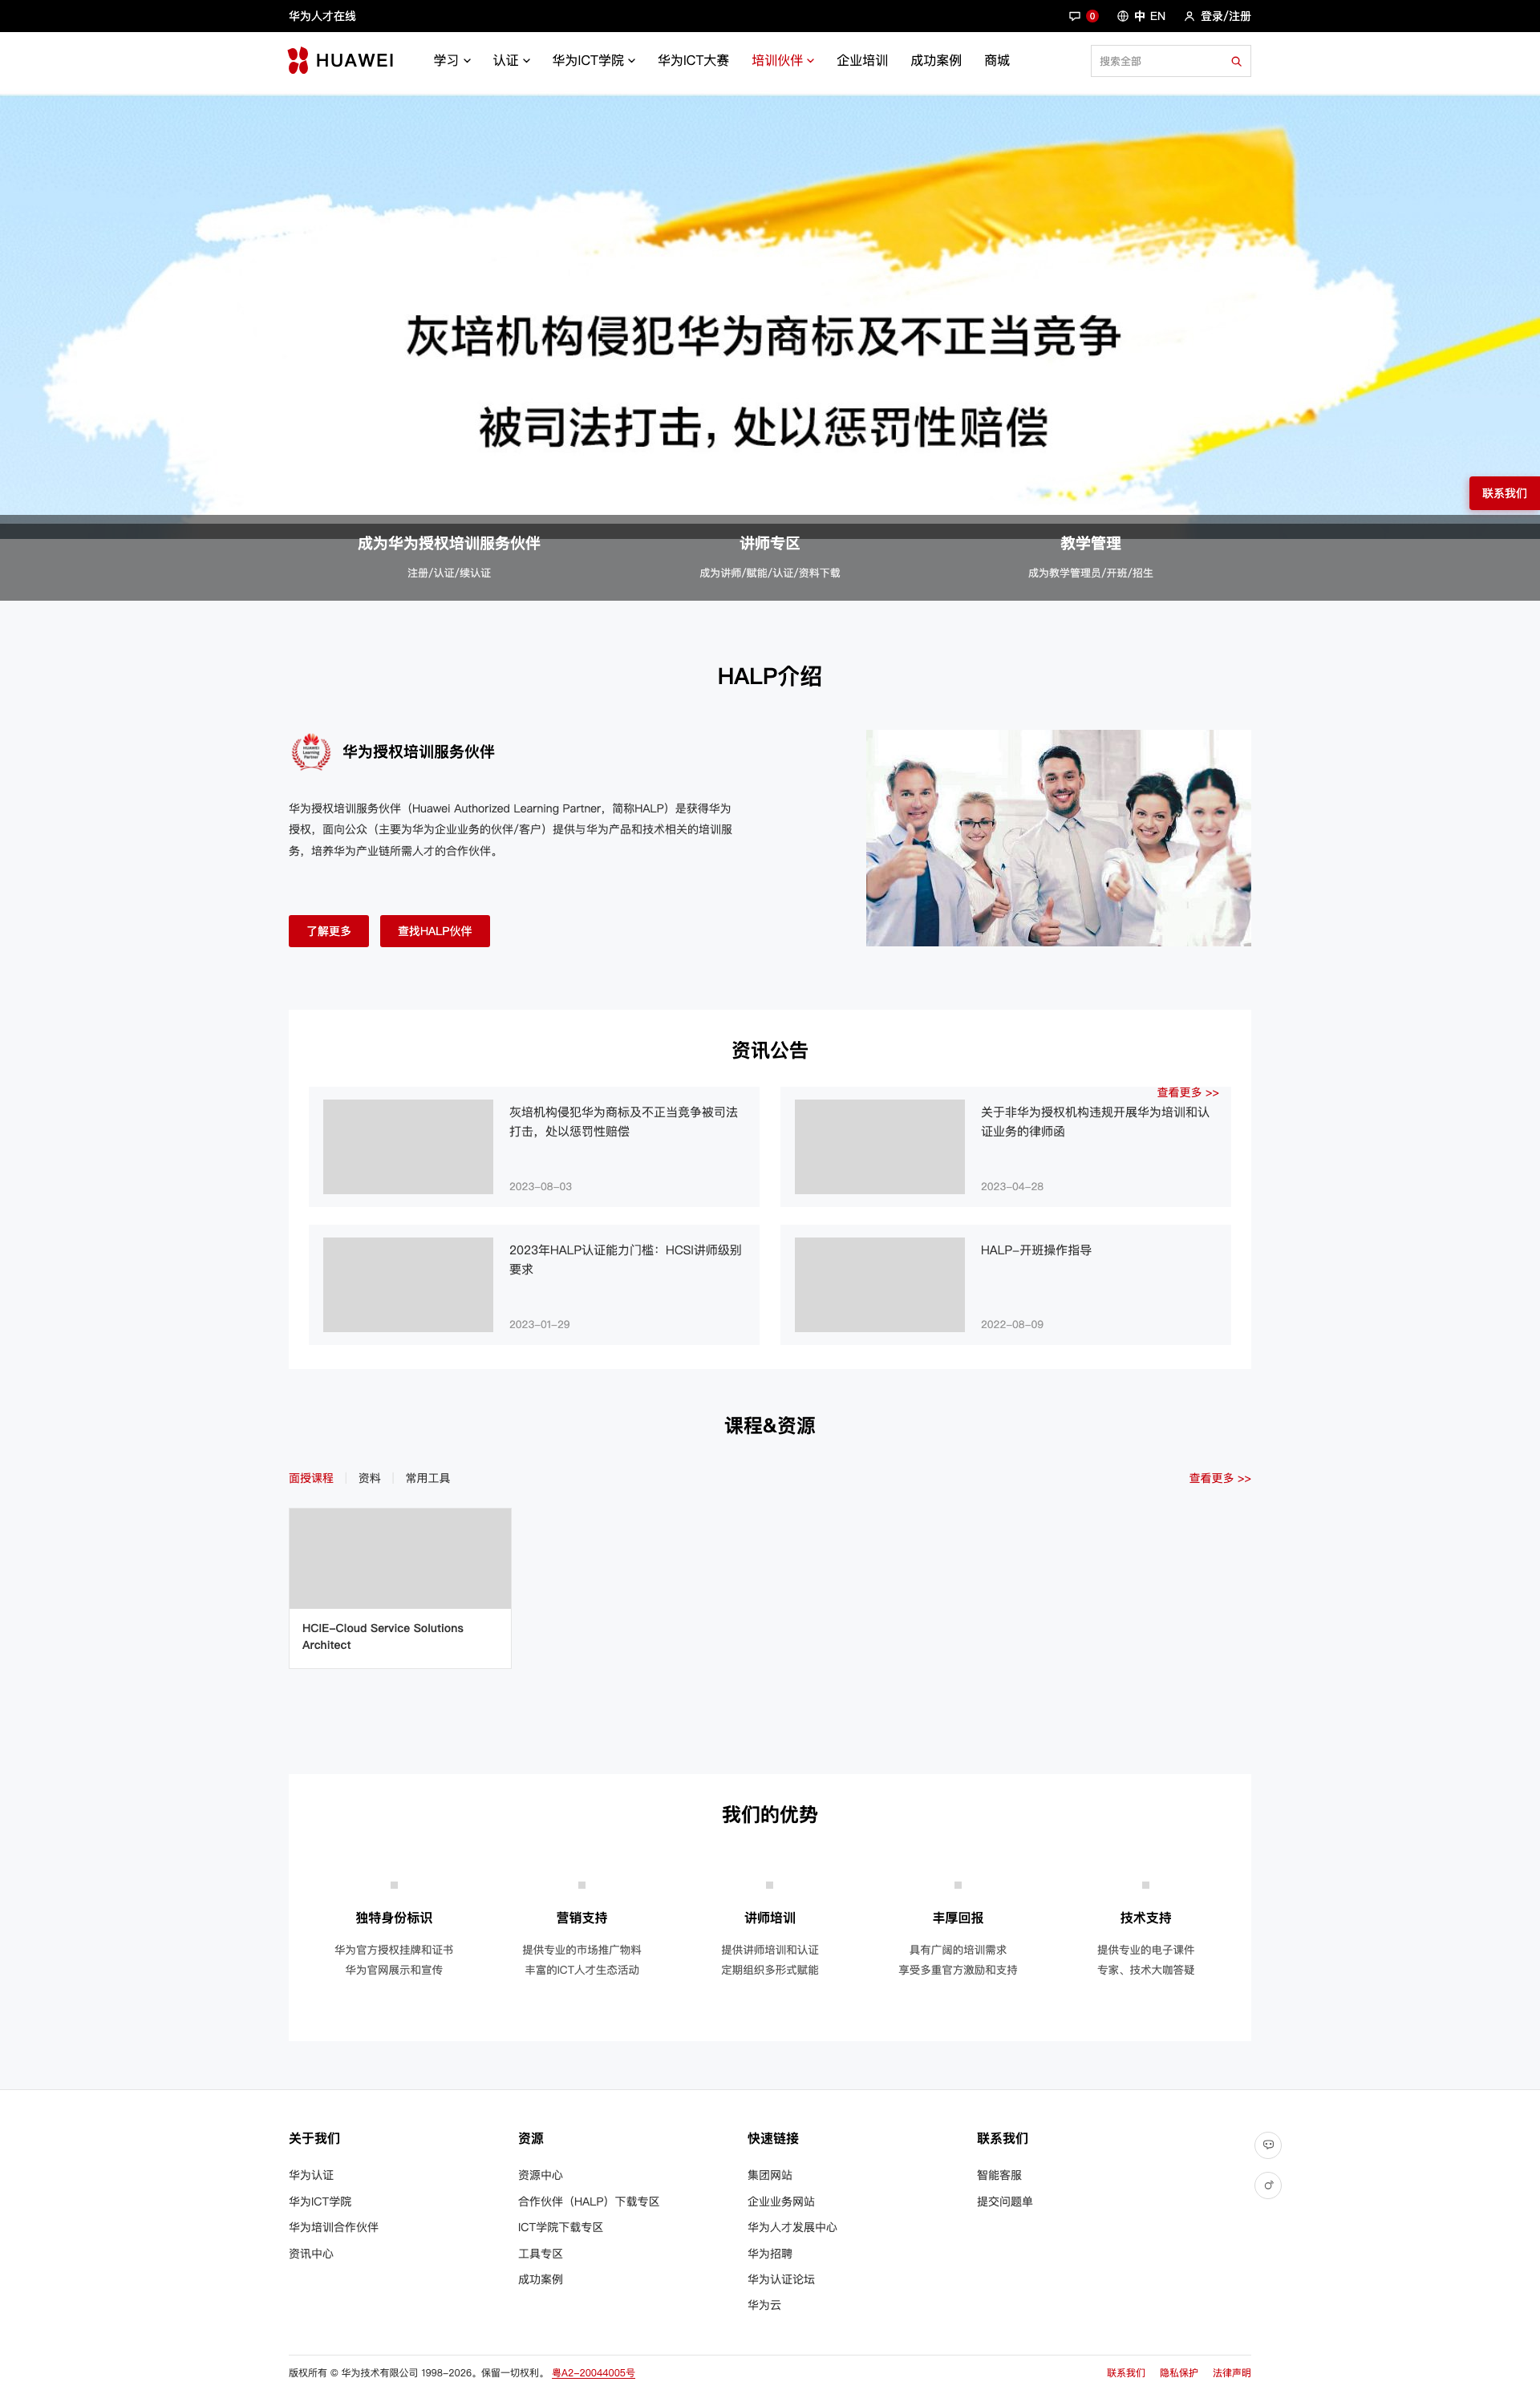 华为人才在线
0
中 EN
登录/注册
HUAWEI
学习
认证
华为ICT学院
华为ICT大赛
培训伙伴
企业培训
成功案例
商城
搜索全部
灰培机构侵犯华为商标及不正当竞争
被司法打击，处以惩罚性赔偿
联系我们
成为华为授权培训服务伙伴
注册/认证/续认证
讲师专区
成为讲师/赋能/认证/资料下载
教学管理
成为教学管理员/开班/招生
HALP介绍
HUAWEI
Learning
Partner
华为授权培训服务伙伴
华为授权培训服务伙伴（Huawei Authorized Learning Partner，简称HALP）是获得华为
授权，面向公众（主要为华为企业业务的伙伴/客户）提供与华为产品和技术相关的培训服
务，培养华为产业链所需人才的合作伙伴。
了解更多
查找HALP伙伴
资讯公告
查看更多 >>
灰培机构侵犯华为商标及不正当竞争被司法
打击，处以惩罚性赔偿
2023-08-03
关于非华为授权机构违规开展华为培训和认
证业务的律师函
2023-04-28
2023年HALP认证能力门槛：HCSI讲师级别
要求
2023-01-29
HALP-开班操作指导
2022-08-09
课程&资源
面授课程
资料
常用工具
查看更多 >>
HCIE-Cloud Service Solutions
Architect
我们的优势
独特身份标识
华为官方授权挂牌和证书
华为官网展示和宣传
营销支持
提供专业的市场推广物料
丰富的ICT人才生态活动
讲师培训
提供讲师培训和认证
定期组织多形式赋能
丰厚回报
具有广阔的培训需求
享受多重官方激励和支持
技术支持
提供专业的电子课件
专家、技术大咖答疑
关于我们
华为认证
华为ICT学院
华为培训合作伙伴
资讯中心
资源
资源中心
合作伙伴（HALP）下载专区
ICT学院下载专区
工具专区
成功案例
快速链接
集团网站
企业业务网站
华为人才发展中心
华为招聘
华为认证论坛
华为云
联系我们
智能客服
提交问题单
版权所有 © 华为技术有限公司 1998-2026。保留一切权利。 粤A2-20044005号
联系我们
隐私保护
法律声明